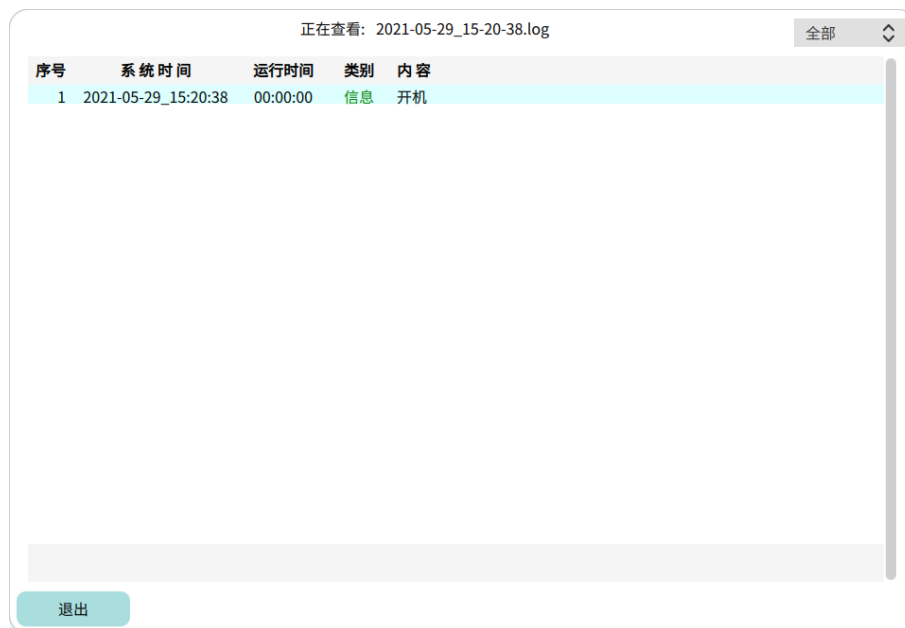 正在查看: 2021-05-29_15-20-38.log
全部
序号 系统时间 运行时间 类别 内容
1 2021-05-29_15:20:38 00:00:00 信息 开机
退出